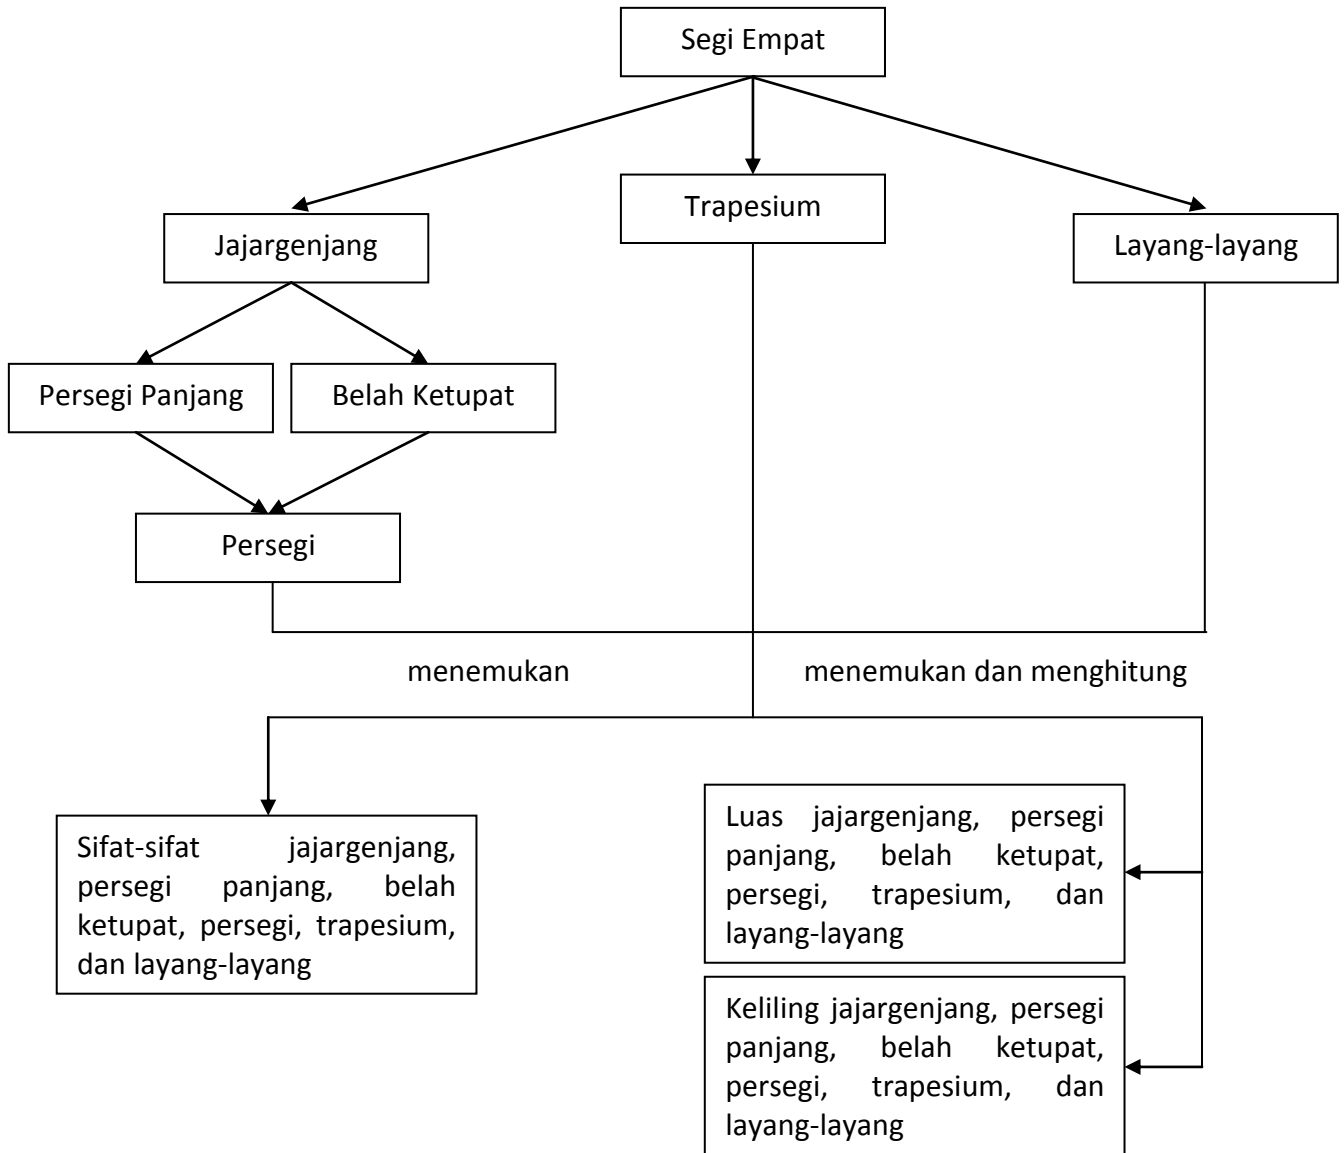 Segi Empat
Trapesium
Jajargenjang
Layang-layang
Persegi Panjang
Belah Ketupat
Persegi
menemukan
menemukan dan menghitung
Sifat-sifat jajargenjang,
persegi panjang, belah
ketupat, persegi, trapesium,
dan layang-layang
Luas jajargenjang, persegi
panjang, belah ketupat,
persegi, trapesium, dan
layang-layang
Keliling jajargenjang, persegi
panjang, belah ketupat,
persegi, trapesium, dan
layang-layang